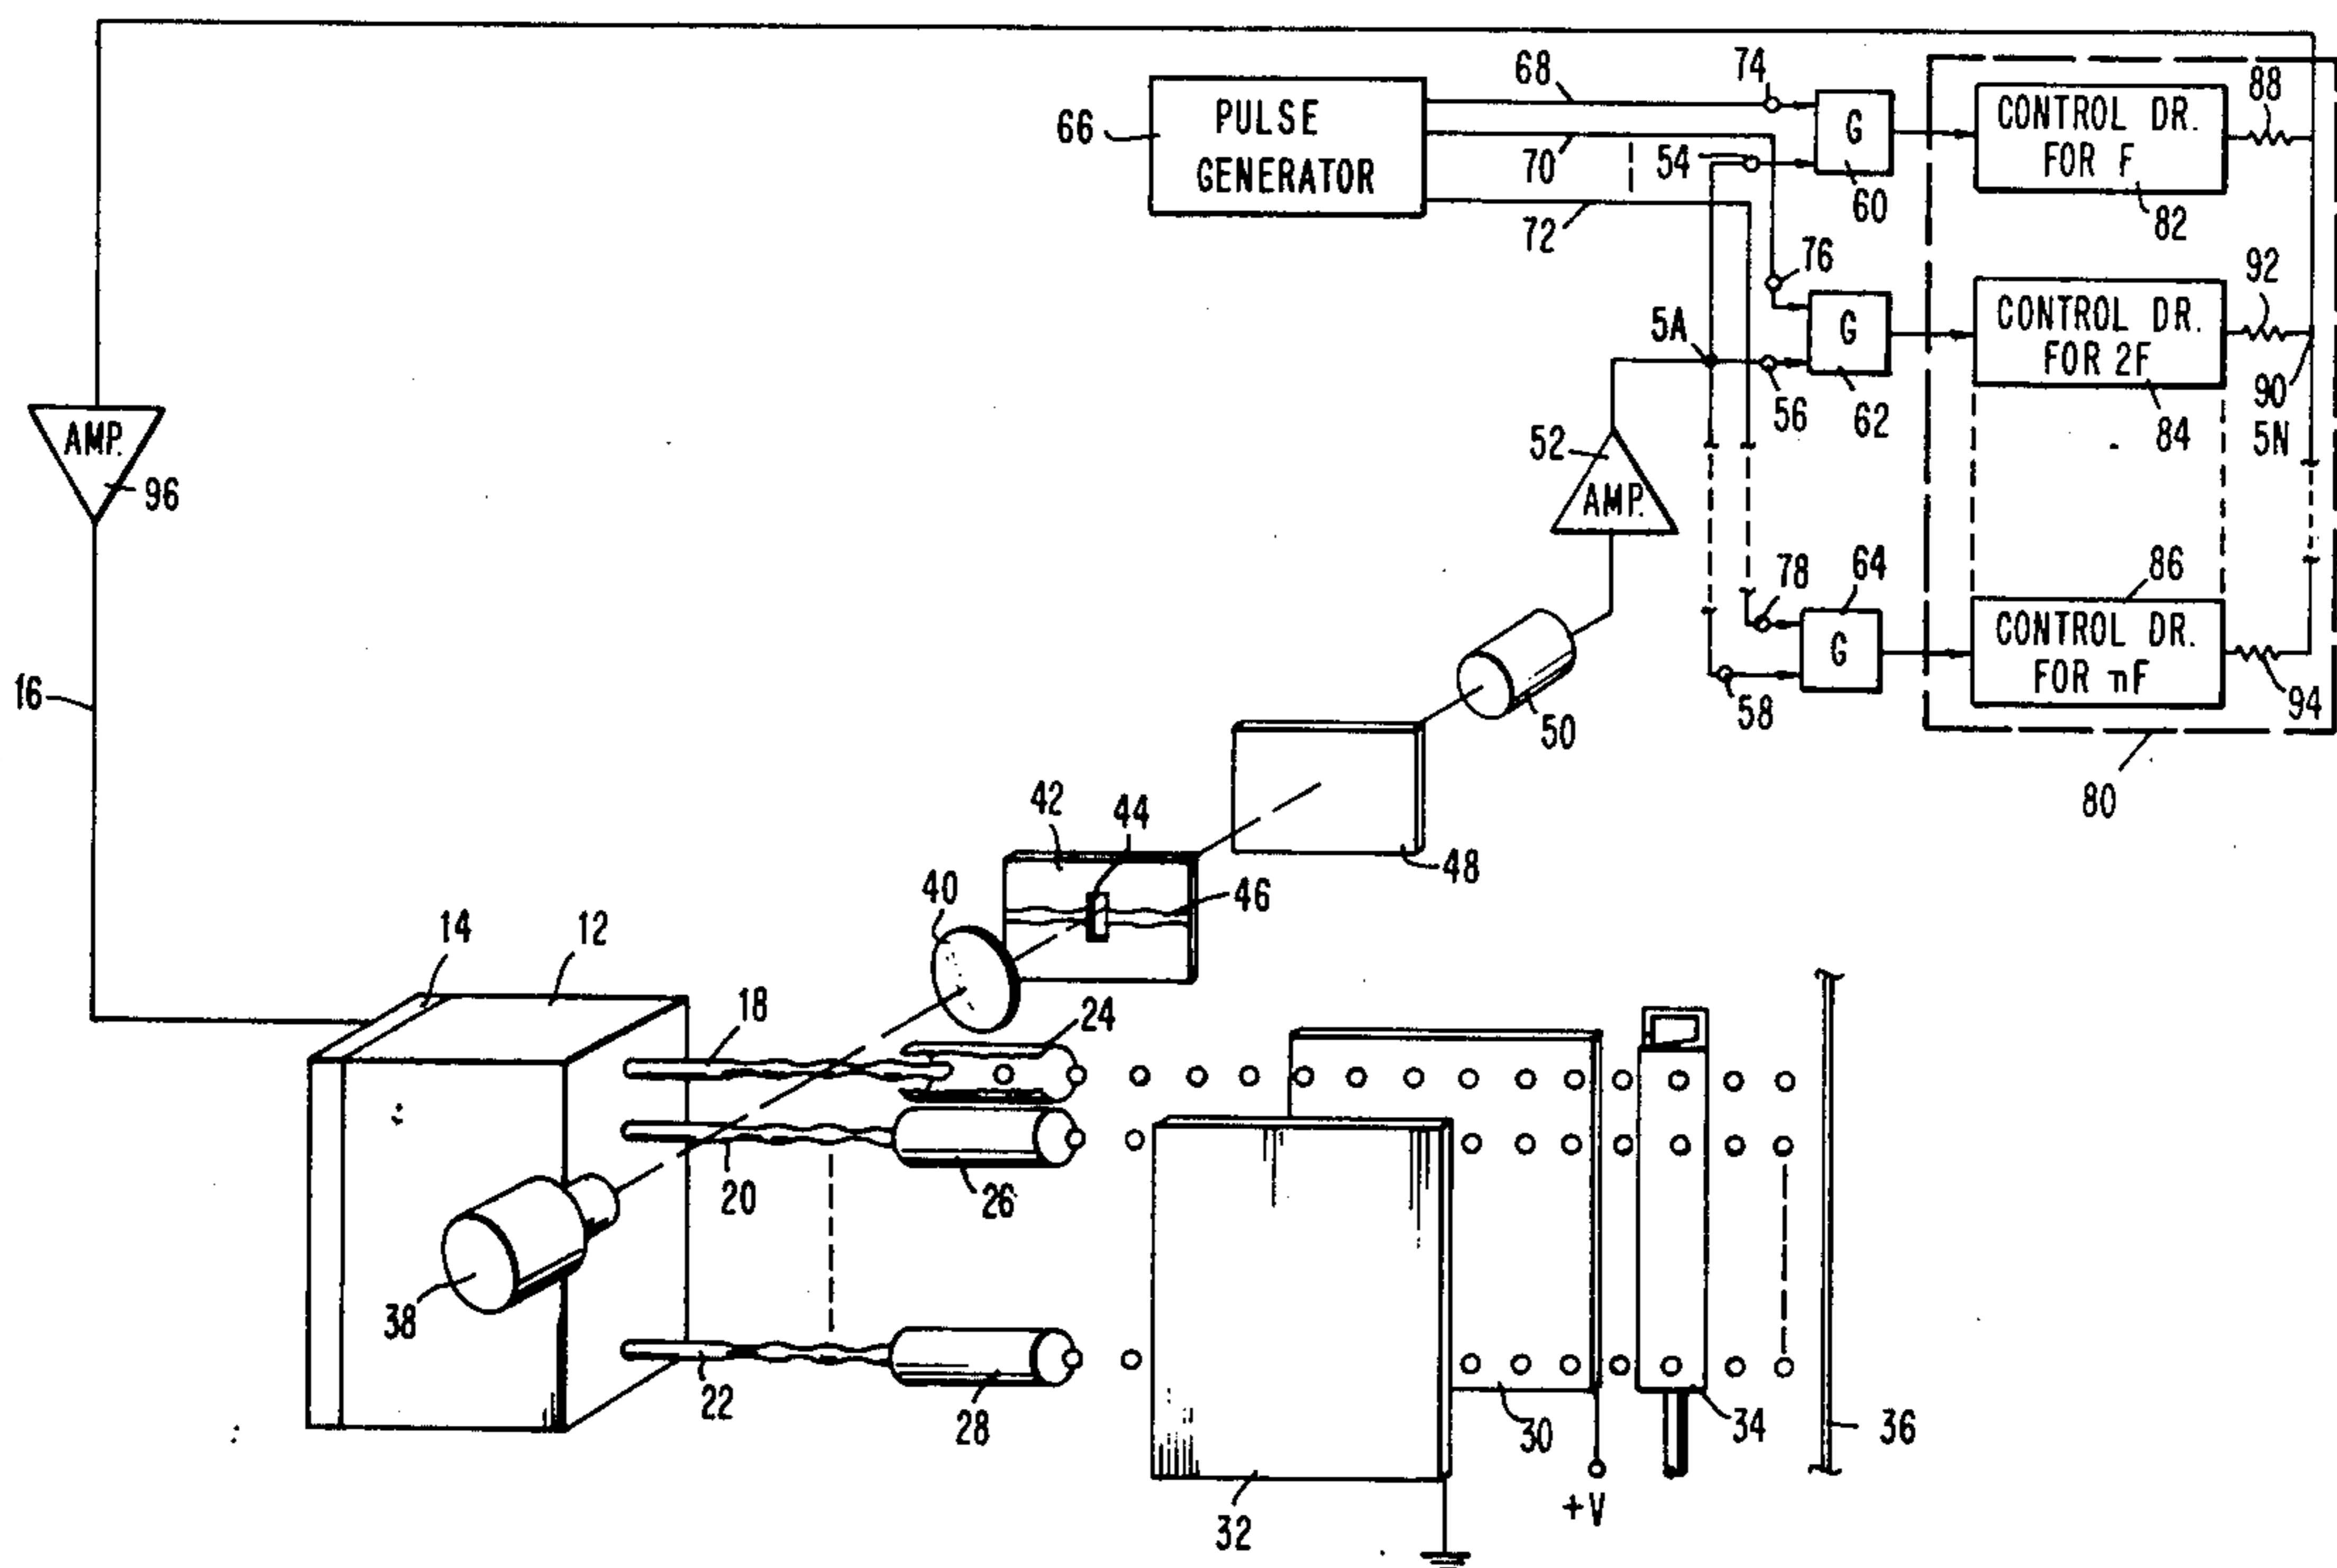 68
74
88
66
PULSE
GENERATOR
G
CONTROL DR.
FOR F
70
54
60
82
72
76
92
5A
G
CONTROL DR.
FOR 2F
90
56
62
84
5N
AMP.
96
52
AMP.
78
64
86
G
CONTROL DR.
FOR nF
16
58
94
50
80
42
44
48
40
46
14
12
18
24
20
26
38
22
28
30
34
36
+V
32